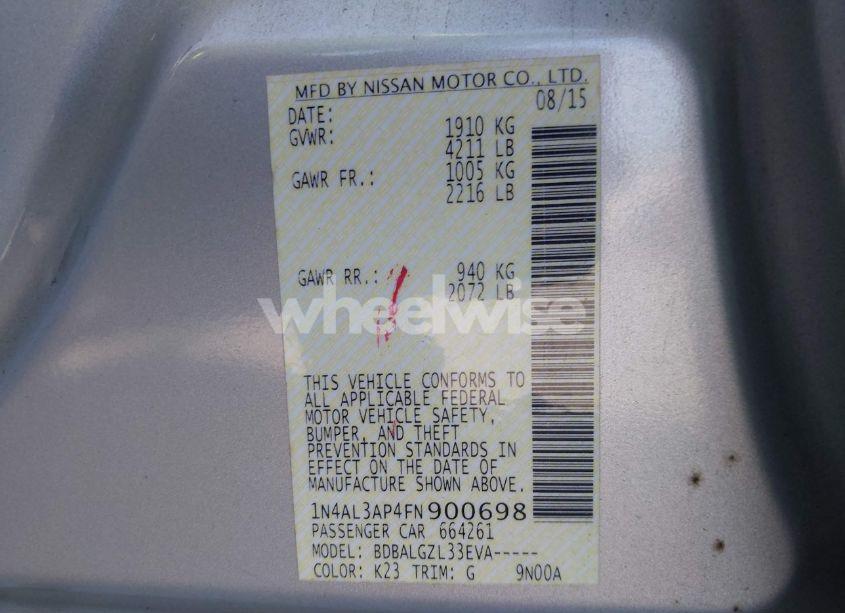 MFD BY NISSAN MOTOR CO., LTD.
DATE: 08/15
GVWR: 1910 KG
4211 LB
GAWR FR.: 1005 KG
2216 LB
GAWR RR.: 940 KG
2072 LB
wheelwise
THIS VEHICLE CONFORMS TO
ALL APPLICABLE FEDERAL
MOTOR VEHICLE SAFETY,
BUMPER, AND THEFT
PREVENTION STANDARDS IN
EFFECT ON THE DATE OF
MANUFACTURE SHOWN ABOVE.
1N4AL3AP4FN900698
PASSENGER CAR 664261
MODEL: BDBALGZL33EVA-----
COLOR: K23 TRIM: G 9N00A